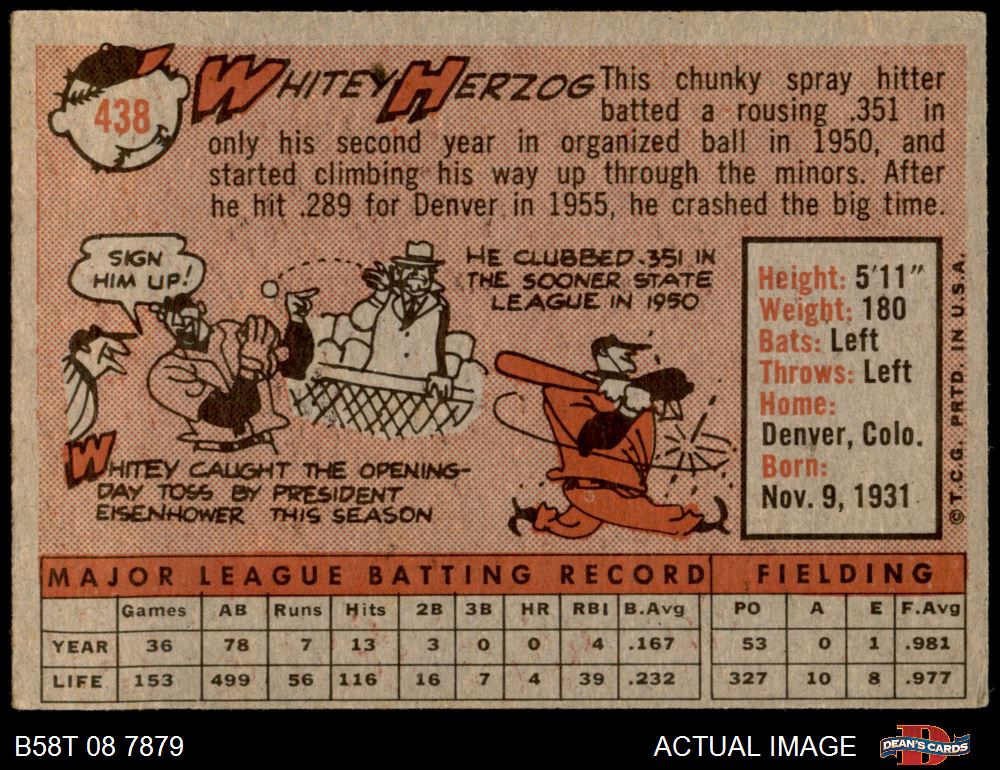 438
WHITEY HERZOG
This chunky spray hitter
batted a rousing .351 in
only his second year in organized ball in 1950, and
started climbing his way up through the minors. After
he hit .289 for Denver in 1955, he crashed the big time.
SIGN
HIM UP!
HE CLUBBED .351 IN
THE SOONER STATE
LEAGUE IN 1950
WHITEY CAUGHT THE OPENING-
DAY TOSS BY PRESIDENT
EISENHOWER THIS SEASON
Height: 5'11"
Weight: 180
Bats: Left
Throws: Left
Home:
Denver, Colo.
Born:
Nov. 9, 1931
© T.C.G. PRTD. IN U.S.A.
MAJOR LEAGUE BATTING RECORD FIELDING
Games AB Runs Hits 2B 3B HR RBI B.Avg PO A E F.Avg
YEAR 36 78 7 13 3 0 0 4 .167 53 0 1 .981
LIFE 153 499 56 116 16 7 4 39 .232 327 10 8 .977
B58T 08 7879
ACTUAL IMAGE
D
DEAN'S CARDS